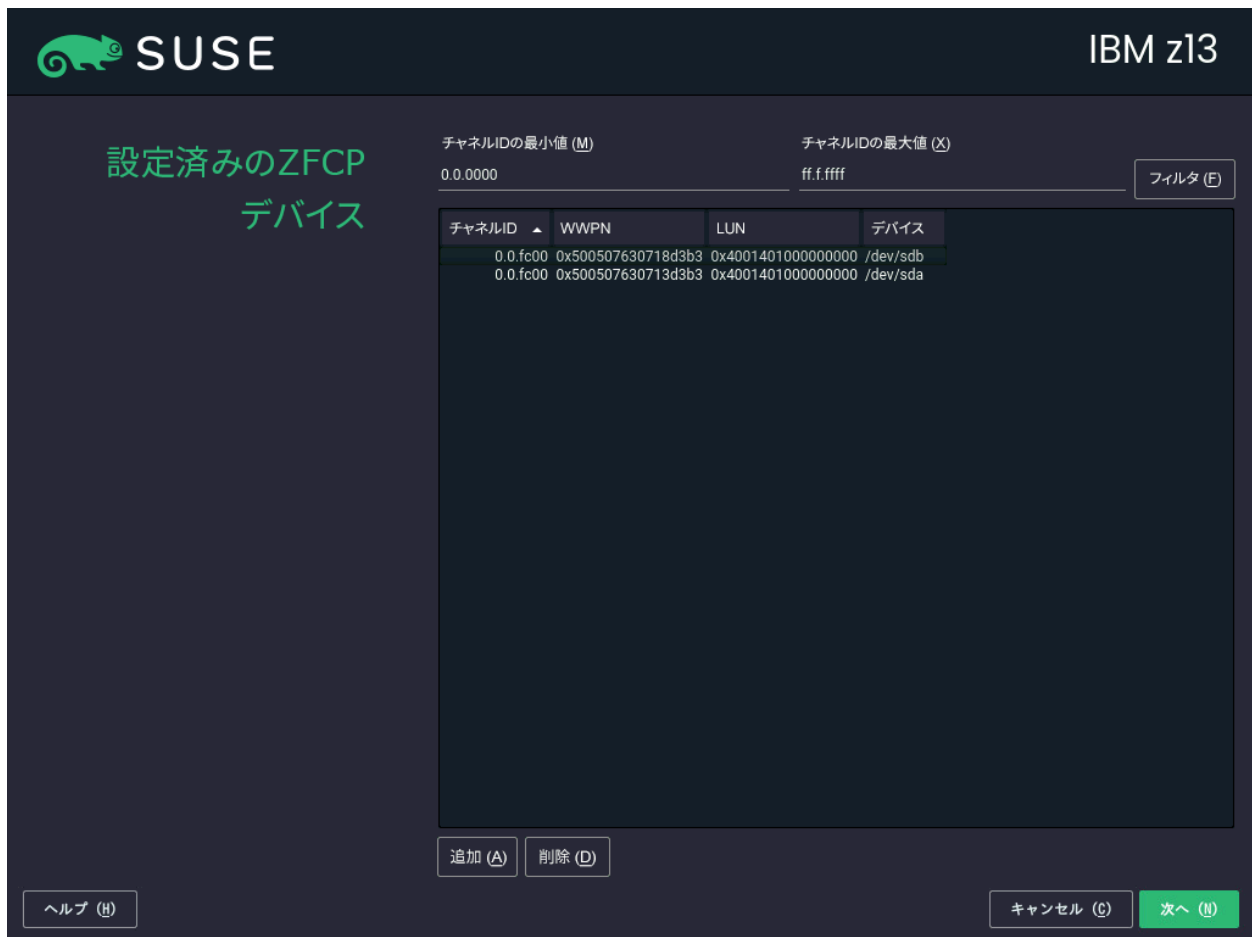 SUSE
IBM z13
設定済みのZFCP
デバイス
チャネルIDの最小値 (M)
チャネルIDの最大値 (X)
0.0.0000
ff.f.ffff
フィルタ (F)
チャネルID WWPN LUN デバイス
0.0.fc00 0x500507630718d3b3 0x4001401000000000 /dev/sdb
0.0.fc00 0x500507630713d3b3 0x4001401000000000 /dev/sda
追加 (A)
削除 (D)
ヘルプ (H)
キャンセル (C)
次へ (N)